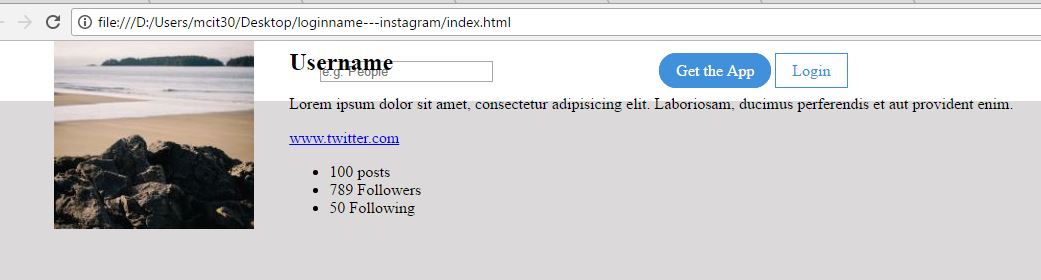 file:///D:/Users/mcit30/Desktop/loginname---instagram/index.html
Username
e.g. People
Get the App
Login
Lorem ipsum dolor sit amet, consectetur adipisicing elit. Laboriosam, ducimus perferendis et aut provident enim.
www.twitter.com
100 posts
789 Followers
50 Following